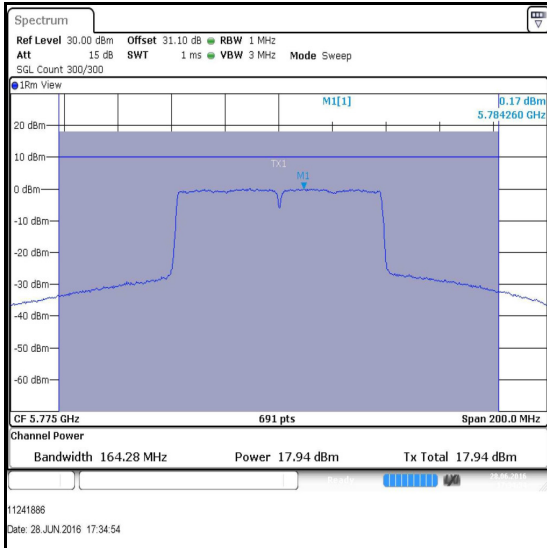 Spectrum
Ref Level 30.00 dBm Offset 31.10 dB RBW 1 MHz
Att 15 dB SWT 1 ms VBW 3 MHz Mode Sweep
SGL Count 300/300
1Rm View
M1[1] 0.17 dBm
5.784260 GHz
20 dBm
10 dBm
TX1
M1
0 dBm
-10 dBm
-20 dBm
-30 dBm
-40 dBm
-50 dBm
-60 dBm
CF 5.775 GHz 691 pts Span 200.0 MHz
Channel Power
Bandwidth 164.28 MHz Power 17.94 dBm Tx Total 17.94 dBm
Ready 28.06.2016
11241886
Date: 28.JUN.2016 17:34:54